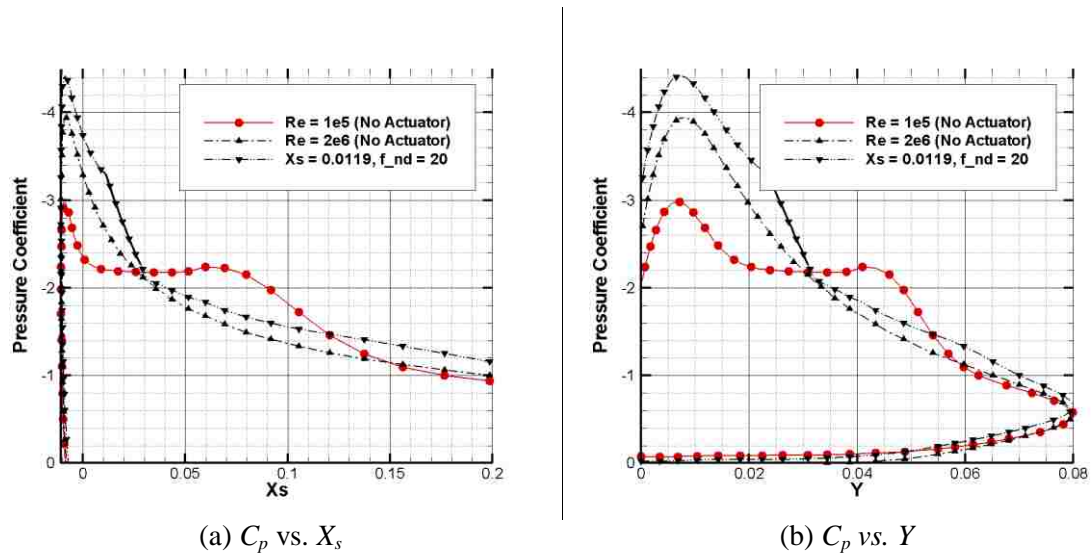 -4
-3
-2
-1
0
Pressure Coefficient
Re = 1e5 (No Actuator)
Re = 2e6 (No Actuator)
Xs = 0.0119, f_nd = 20
0 0.05 0.1 0.15 0.2
Xs
(a) Cp vs. Xs
-4
-3
-2
-1
0
Pressure Coefficient
Re = 1e5 (No Actuator)
Re = 2e6 (No Actuator)
Xs = 0.0119, f_nd = 20
0 0.02 0.04 0.06 0.08
Y
(b) Cp vs. Y